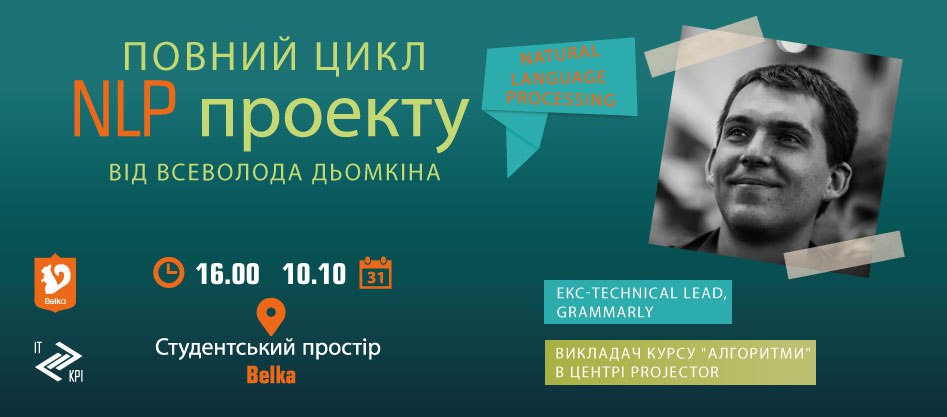 ПОВНИЙ ЦИКЛ
NLP проекту
ВІД ВСЕВОЛОДА ДЬОМКІНА
NATURAL
LANGUAGE
PROCESSING
Belka
IT
KPI
16.00 10.10 31
Студентський простір
Belka
ЕКС-TECHNICAL LEAD,
GRAMMARLY
ВИКЛАДАЧ КУРСУ "АЛГОРИТМИ"
В ЦЕНТРІ PROJECTOR